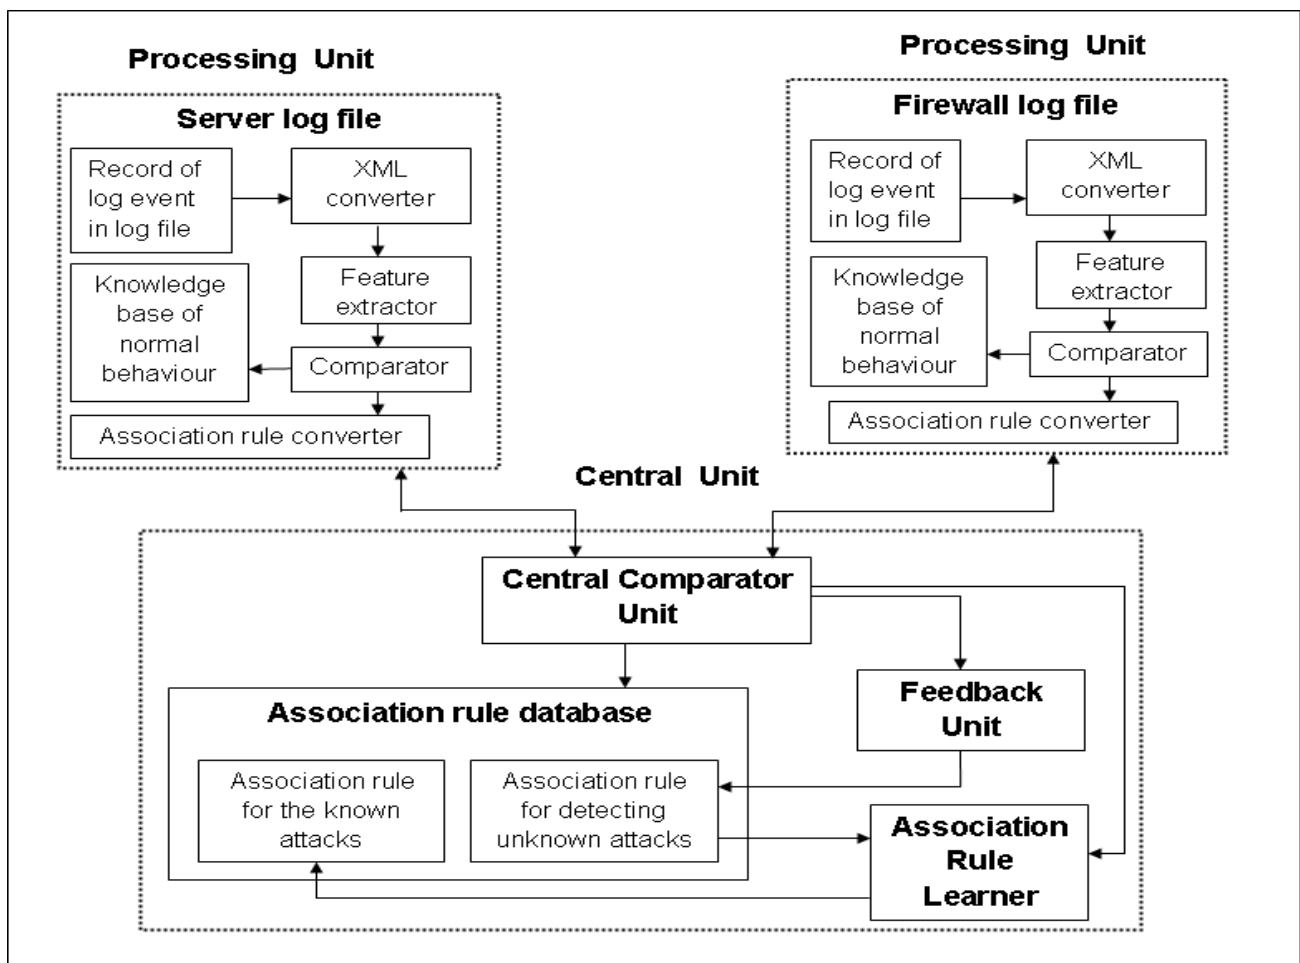 Processing Unit
Server log file
Record of
log event
in log file
XML
converter
Knowledge
base of
normal
behaviour
Feature
extractor
Comparator
Association rule converter
Processing Unit
Firewall log file
Record of
log event
in log file
XML
converter
Knowledge
base of
normal
behaviour
Feature
extractor
Comparator
Association rule converter
Central Unit
Central Comparator
Unit
Association rule database
Association rule
for the known
attacks
Association rule
for detecting
unknown attacks
Feedback
Unit
Association
Rule
Learner